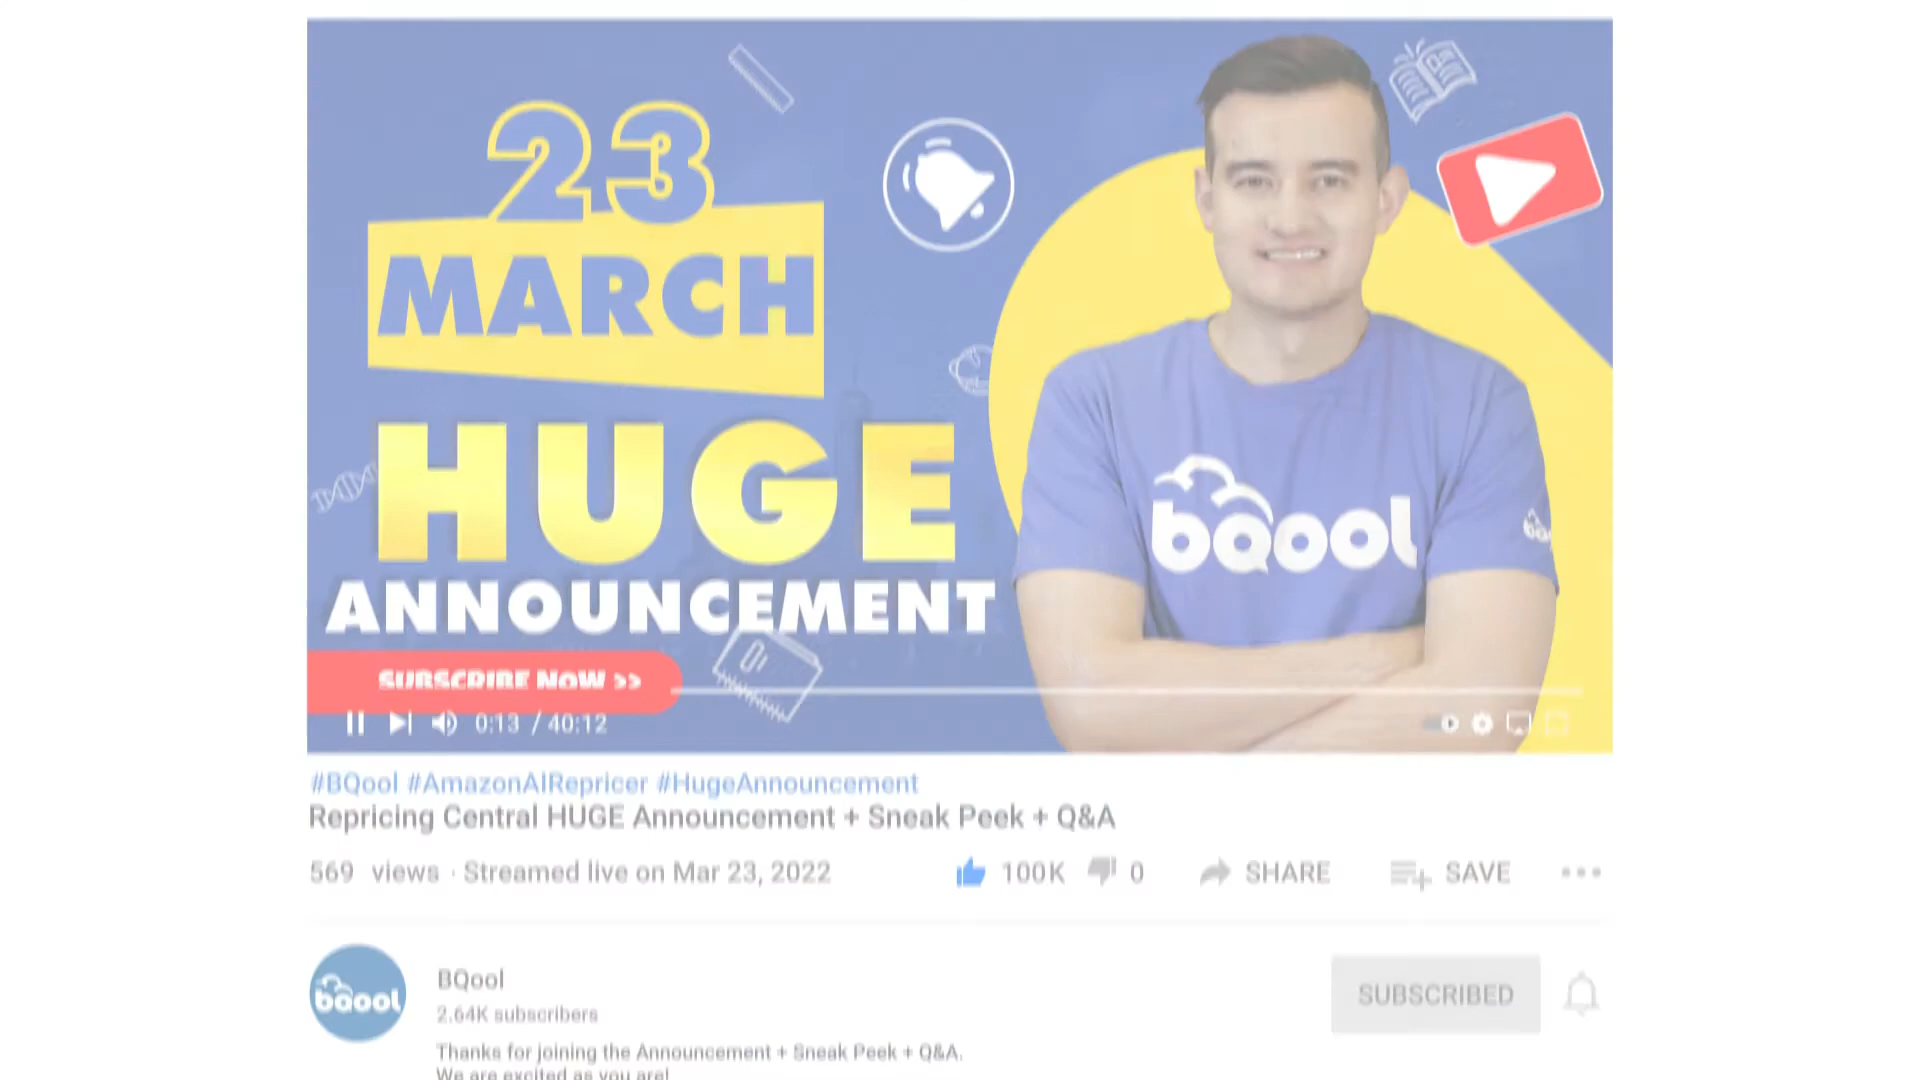 23
MARCH
HUGE
ANNOUNCEMENT
SUBSCRIBE NOW >>
bqool
0:13 / 40:12
#BQool #AmazonAIRepricer #HugeAnnouncement
Repricing Central HUGE Announcement + Sneak Peek + Q&A
569 views · Streamed live on Mar 23, 2022
100K 0 SHARE SAVE
bqool
BQool
2.64K subscribers
SUBSCRIBED
Thanks for joining the Announcement + Sneak Peek + Q&A.
We are excited as you are!